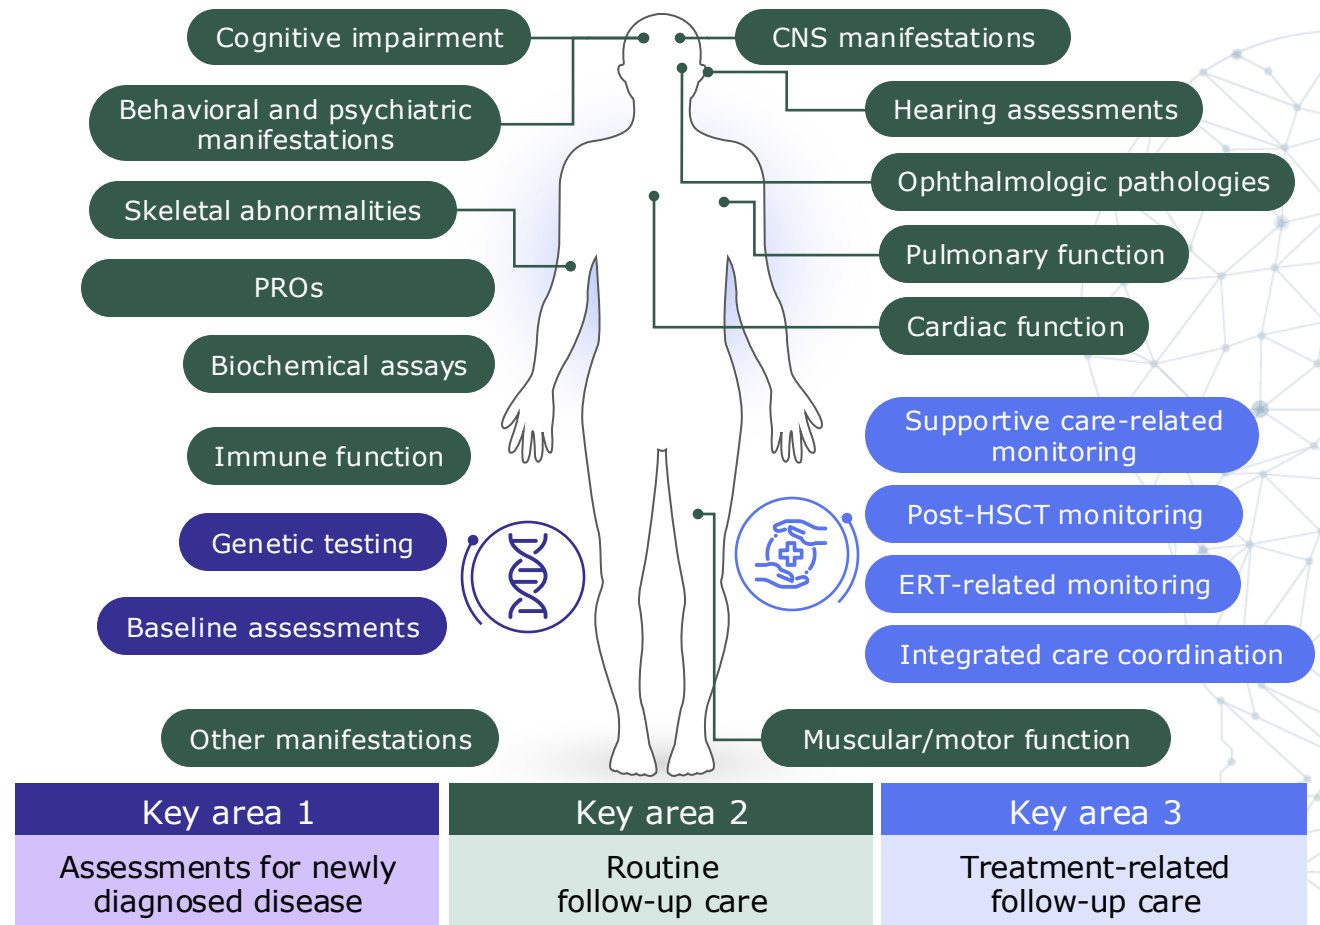 Cognitive impairment
CNS manifestations
Behavioral and psychiatric
manifestations
Hearing assessments
Skeletal abnormalities
Ophthalmologic pathologies
PROs
Pulmonary function
Biochemical assays
Cardiac function
Immune function
Supportive care-related
monitoring
Genetic testing
Post-HSCT monitoring
Baseline assessments
ERT-related monitoring
Integrated care coordination
Other manifestations
Muscular/motor function
Key area 1
Assessments for newly
diagnosed disease
Key area 2
Routine
follow-up care
Key area 3
Treatment-related
follow-up care